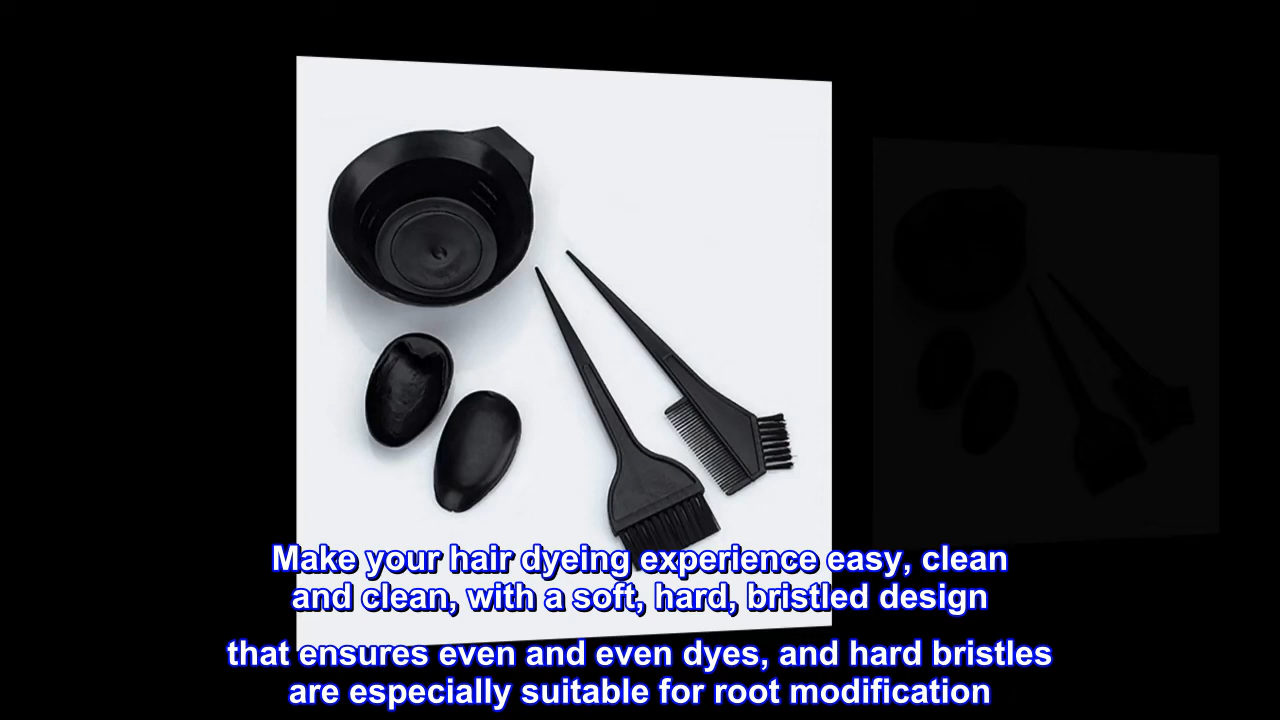 Make your hair dyeing experience easy, clean
and clean, with a soft, hard, bristled design
that ensures even and even dyes, and hard bristles
are especially suitable for root modification